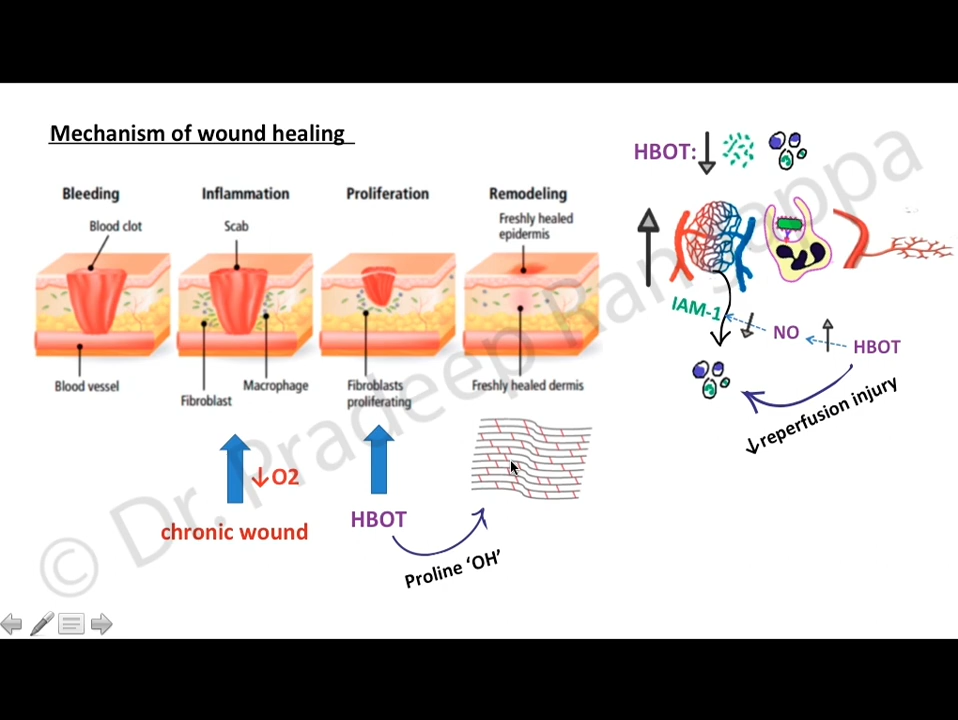 Mechanism of wound healing
Bleeding
Inflammation
Proliferation
Remodeling
Blood clot
Scab
Freshly healed
epidermis
Blood vessel
Fibroblast
Macrophage
Fibroblasts
proliferating
Freshly healed dermis
↓O2
chronic wound
HBOT
Proline ‘OH’
HBOT:
IAM-1
NO
HBOT
↓reperfusion injury
© Dr. Pradeep Rangappa